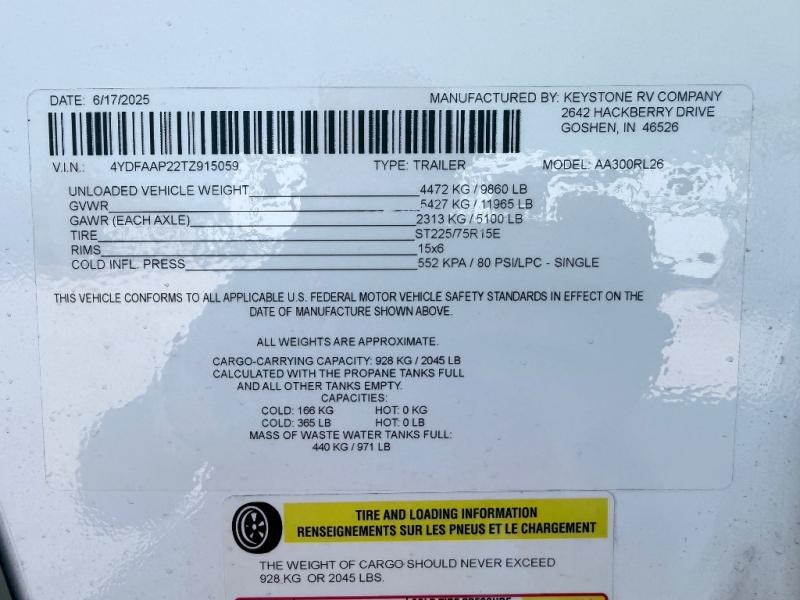 DATE: 6/17/2025
MANUFACTURED BY: KEYSTONE RV COMPANY
2642 HACKBERRY DRIVE
GOSHEN, IN 46526
V.I.N.: 4YDFAAP22TZ915059 TYPE: TRAILER MODEL: AA300RL26
UNLOADED VEHICLE WEIGHT 4472 KG / 9860 LB
GVWR 5427 KG / 11965 LB
GAWR (EACH AXLE) 2313 KG / 5100 LB
TIRE ST225/75R15E
RIMS 15x6
COLD INFL. PRESS 552 KPA / 80 PSI/LPC - SINGLE
THIS VEHICLE CONFORMS TO ALL APPLICABLE U.S. FEDERAL MOTOR VEHICLE SAFETY STANDARDS IN EFFECT ON THE
DATE OF MANUFACTURE SHOWN ABOVE.
ALL WEIGHTS ARE APPROXIMATE.
CARGO-CARRYING CAPACITY: 928 KG / 2045 LB
CALCULATED WITH THE PROPANE TANKS FULL
AND ALL OTHER TANKS EMPTY.
CAPACITIES:
COLD: 166 KG HOT: 0 KG
COLD: 365 LB HOT: 0 LB
MASS OF WASTE WATER TANKS FULL:
440 KG / 971 LB
TIRE AND LOADING INFORMATION
RENSEIGNEMENTS SUR LES PNEUS ET LE CHARGEMENT
THE WEIGHT OF CARGO SHOULD NEVER EXCEED
928 KG OR 2045 LBS.
COLD TIRE PRESSURE